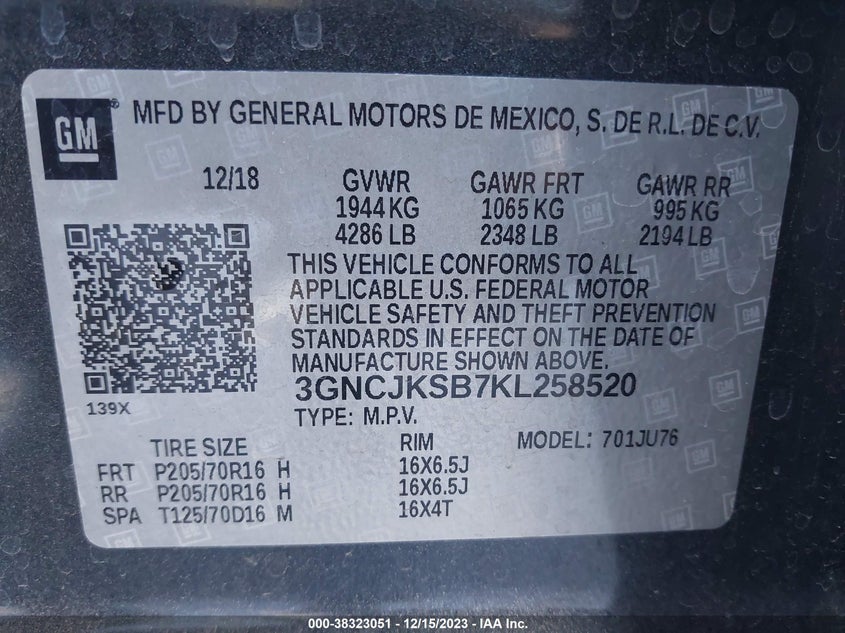 GM
MFD BY GENERAL MOTORS DE MEXICO, S. DE R.L. DE C.V.
12/18 GVWR GAWR FRT GAWR RR
1944 KG 1065 KG 995 KG
4286 LB 2348 LB 2194 LB
THIS VEHICLE CONFORMS TO ALL
APPLICABLE U.S. FEDERAL MOTOR
VEHICLE SAFETY AND THEFT PREVENTION
STANDARDS IN EFFECT ON THE DATE OF
MANUFACTURE SHOWN ABOVE.
3GNCJKSB7KL258520
139X
TYPE: M.P.V.
TIRE SIZE RIM MODEL: 701JU76
FRT P205/70R16 H 16X6.5J
RR P205/70R16 H 16X6.5J
SPA T125/70D16 M 16X4T
000-38323051 - 12/15/2023 - IAA Inc.